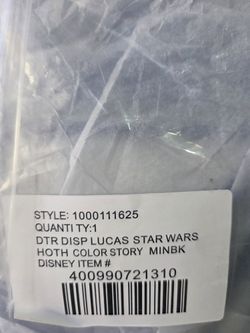 STYLE: 1000111625
QUANTI TY:1
DTR DISP LUCAS STAR WARS
HOTH COLOR STORY MINBK
DISNEY ITEM #
400990721310